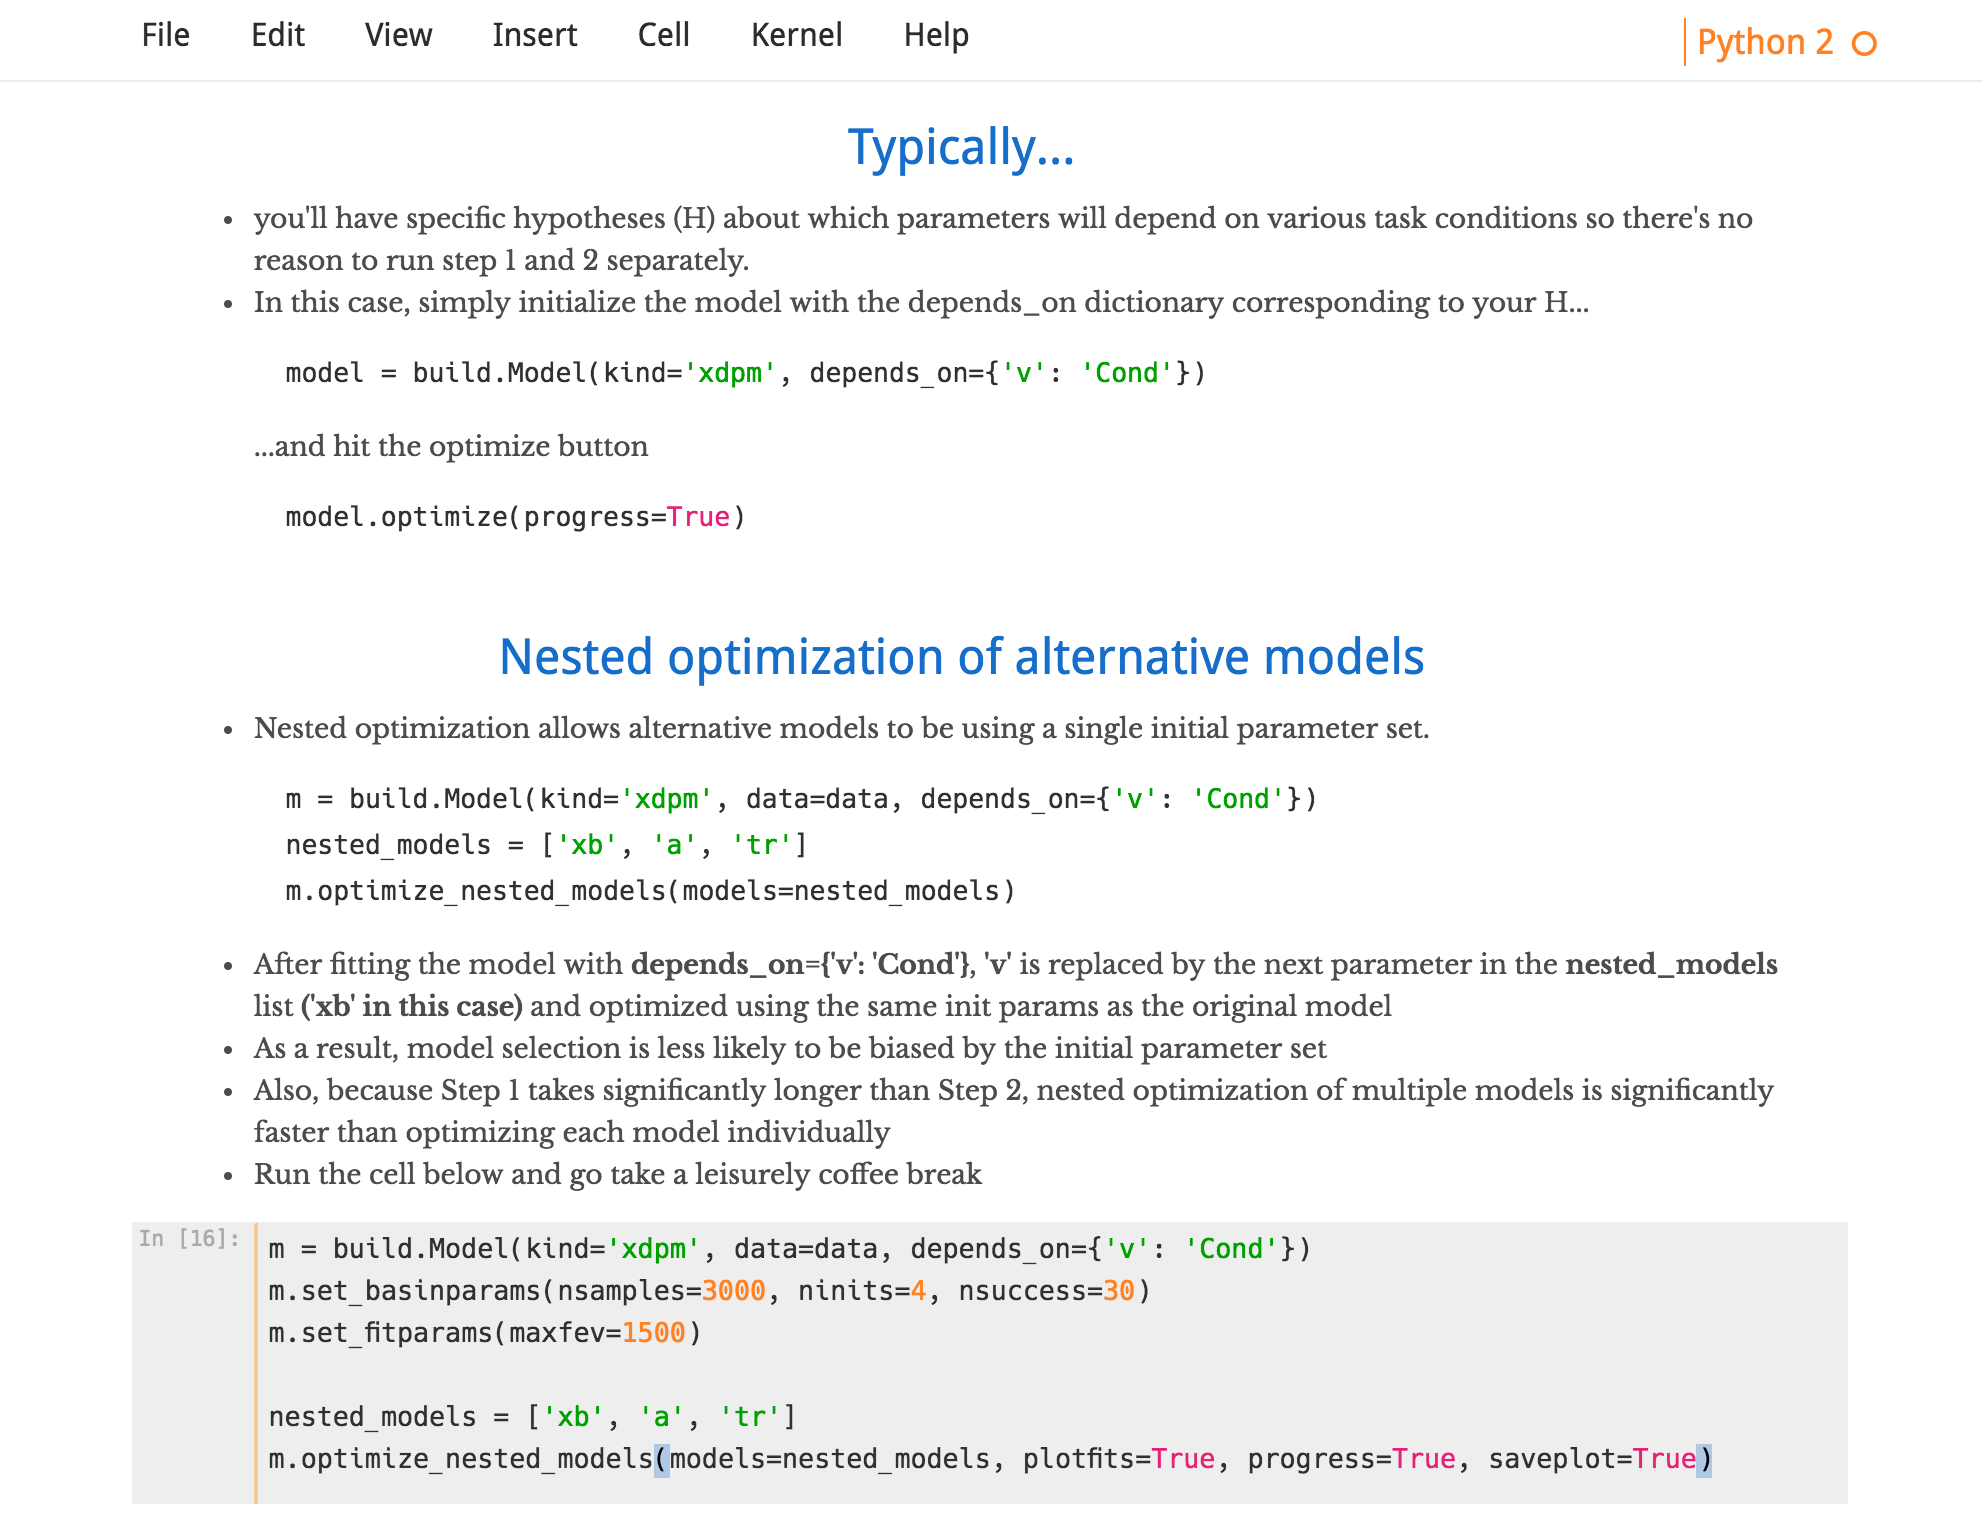 File Edit View Insert Cell Kernel Help Python 2
Typically...
you'll have specific hypotheses (H) about which parameters will depend on various task conditions so there's no
reason to run step 1 and 2 separately.
In this case, simply initialize the model with the depends_on dictionary corresponding to your H...
model = build.Model(kind='xdpm', depends_on={'v': 'Cond'})
...and hit the optimize button
model.optimize(progress=True)
Nested optimization of alternative models
Nested optimization allows alternative models to be using a single initial parameter set.
m = build.Model(kind='xdpm', data=data, depends_on={'v': 'Cond'})
nested_models = ['xb', 'a', 'tr']
m.optimize_nested_models(models=nested_models)
After fitting the model with depends_on={'v': 'Cond'}, 'v' is replaced by the next parameter in the nested_models
list ('xb' in this case) and optimized using the same init params as the original model
As a result, model selection is less likely to be biased by the initial parameter set
Also, because Step 1 takes significantly longer than Step 2, nested optimization of multiple models is significantly
faster than optimizing each model individually
Run the cell below and go take a leisurely coffee break
In [16]: m = build.Model(kind='xdpm', data=data, depends_on={'v': 'Cond'})
m.set_basinparams(nsamples=3000, ninits=4, nsuccess=30)
m.set_fitparams(maxfev=1500)
nested_models = ['xb', 'a', 'tr']
m.optimize_nested_models(models=nested_models, plotfits=True, progress=True, saveplot=True)